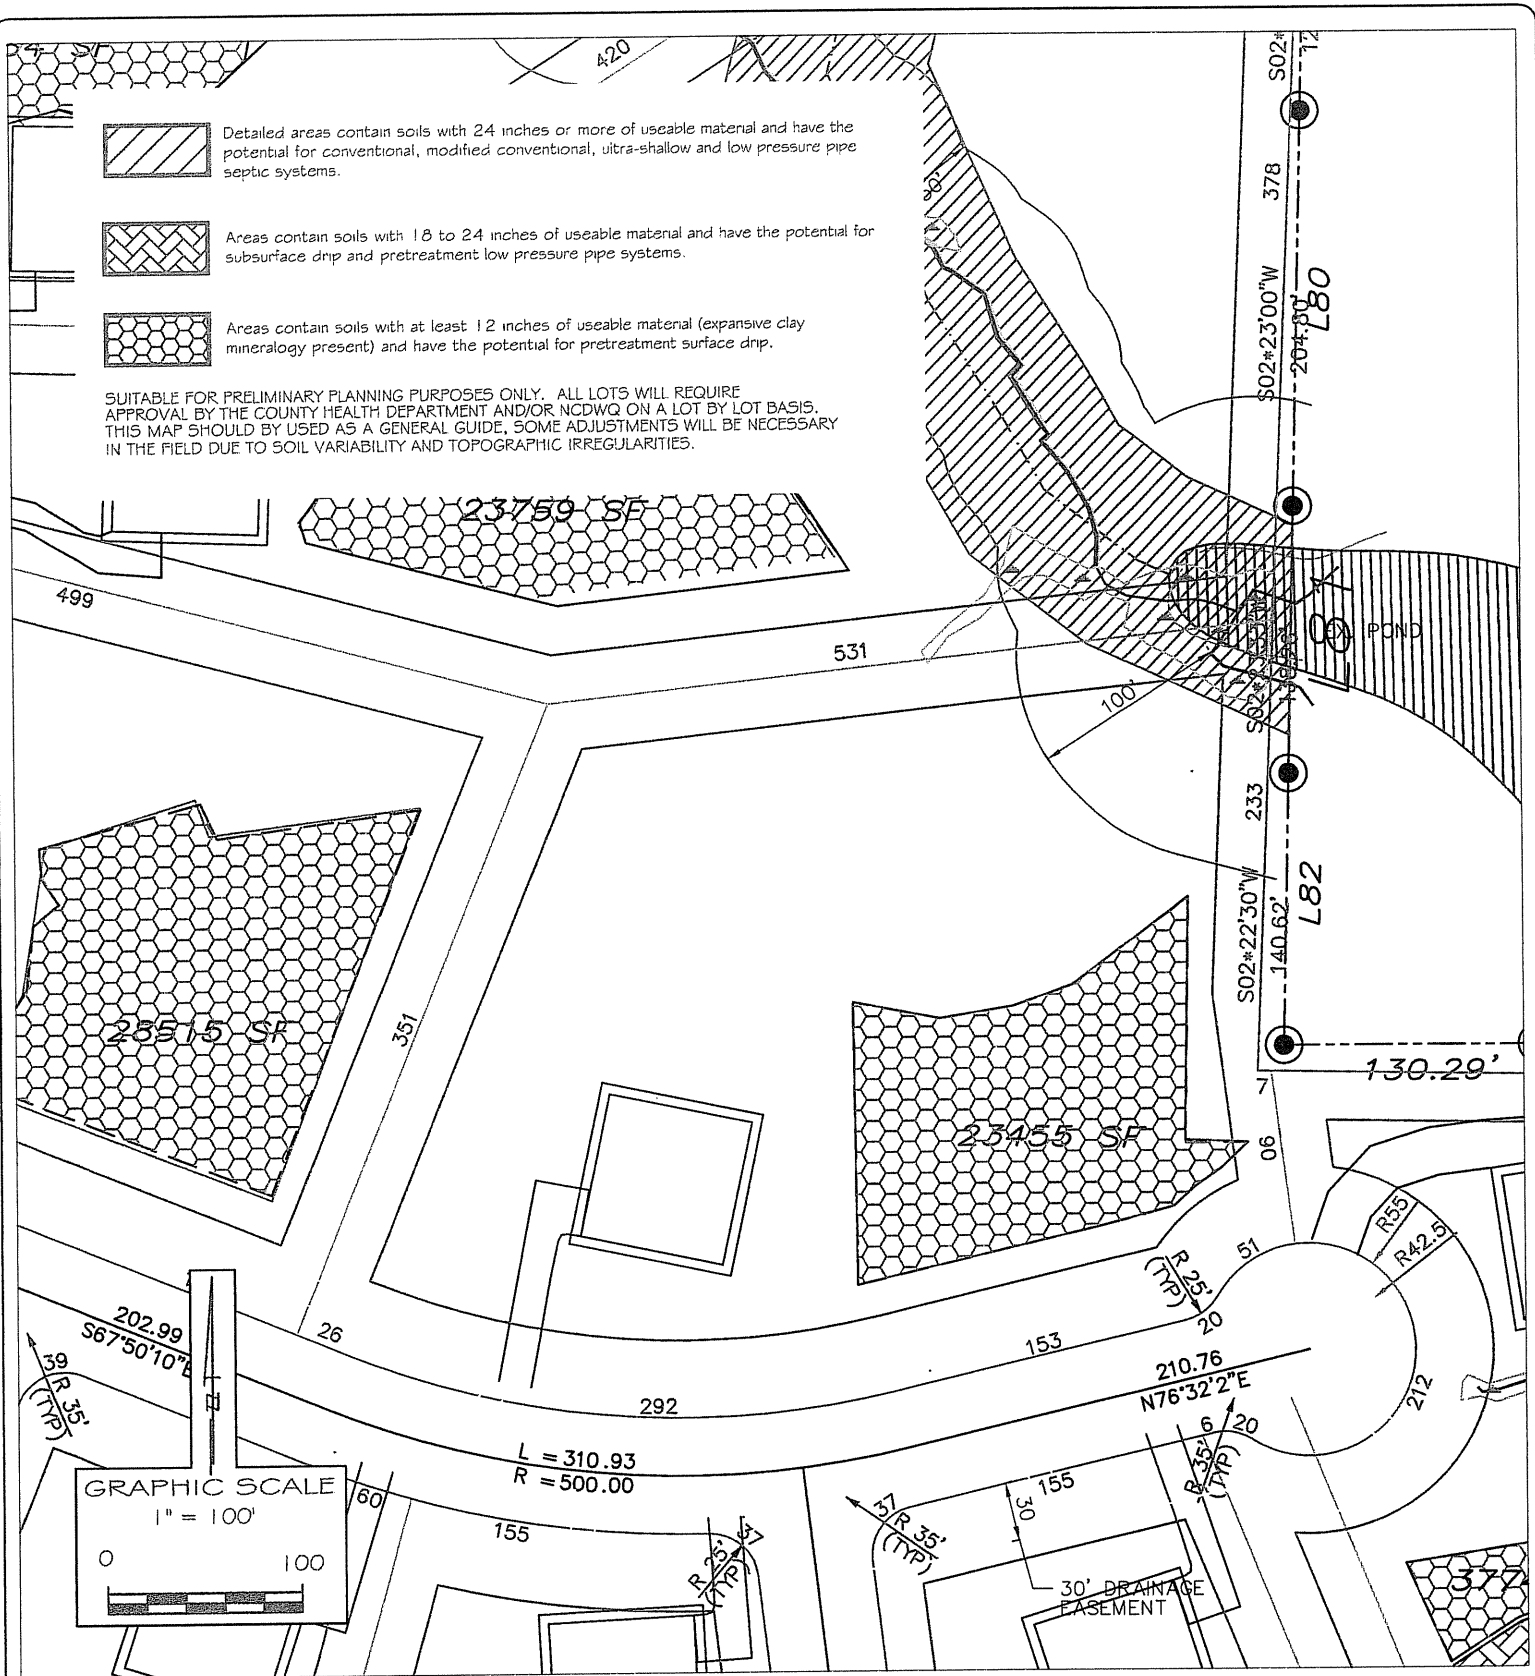 SF
420
Detailed areas contain soils with 24 inches or more of useable material and have the
potential for conventional, modified conventional, ultra-shallow and low pressure pipe
septic systems.
Areas contain soils with 18 to 24 inches of useable material and have the potential for
subsurface drip and pretreatment low pressure pipe systems.
Areas contain soils with at least 12 inches of useable material (expansive clay
mineralogy present) and have the potential for pretreatment surface drip.
SUITABLE FOR PRELIMINARY PLANNING PURPOSES ONLY. ALL LOTS WILL REQUIRE
APPROVAL BY THE COUNTY HEALTH DEPARTMENT AND/OR NCDWQ ON A LOT BY LOT BASIS.
THIS MAP SHOULD BY USED AS A GENERAL GUIDE, SOME ADJUSTMENTS WILL BE NECESSARY
IN THE FIELD DUE TO SOIL VARIABILITY AND TOPOGRAPHIC IRREGULARITIES.
378
S02*23'00"W
204.80'
L80
23759 SF
499
531
POND
100'
233
S02*22'30"W
140.62'
L82
23515 SF
351
23455 SF
130.29'
7
90
R55
R42.5
51
R 25'
(TYP)
20
202.99
S67°50'10"E
26
153
210.76
N76°32'2"E
39
R 35'
(TYP)
292
212
6
20
R 35'
(TYP)
L =310.93
R =500.00
GRAPHIC SCALE
1" = 100'
0
100
60
155
37
R 25'
(TYP)
37
R 35'
(TYP)
155
30
30' DRAINAGE
EASEMENT